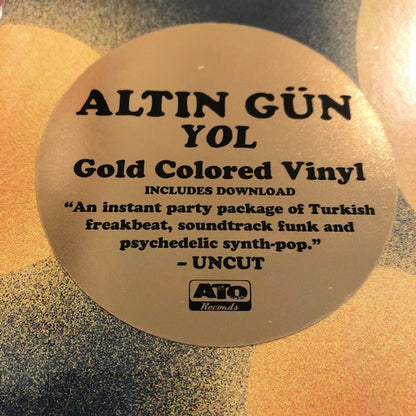 ALTIN GÜN
YOL
Gold Colored Vinyl
INCLUDES DOWNLOAD
“An instant party package of Turkish
freakbeat, soundtrack funk and
psychedelic synth-pop.”
– UNCUT
ATO
Records